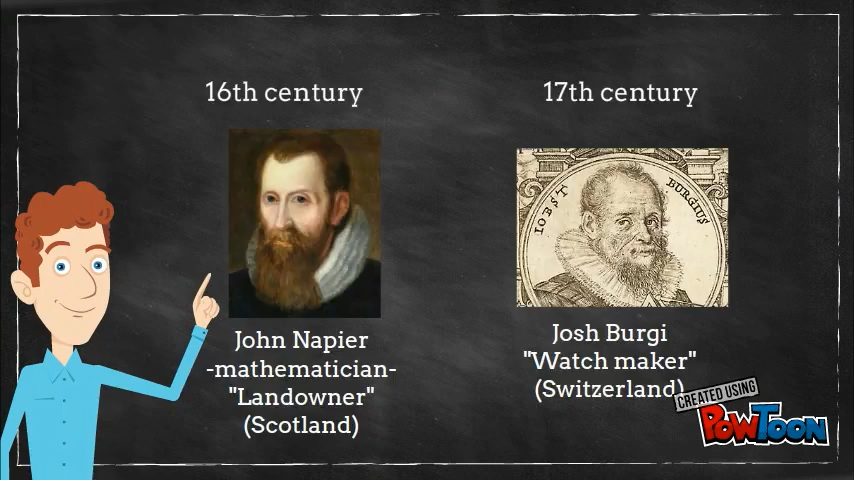 16th century
17th century
IOBST BURGIUS
John Napier
-mathematician-
"Landowner"
(Scotland)
Josh Burgi
"Watch maker"
(Switzerland)
CREATED USING
POWTOON